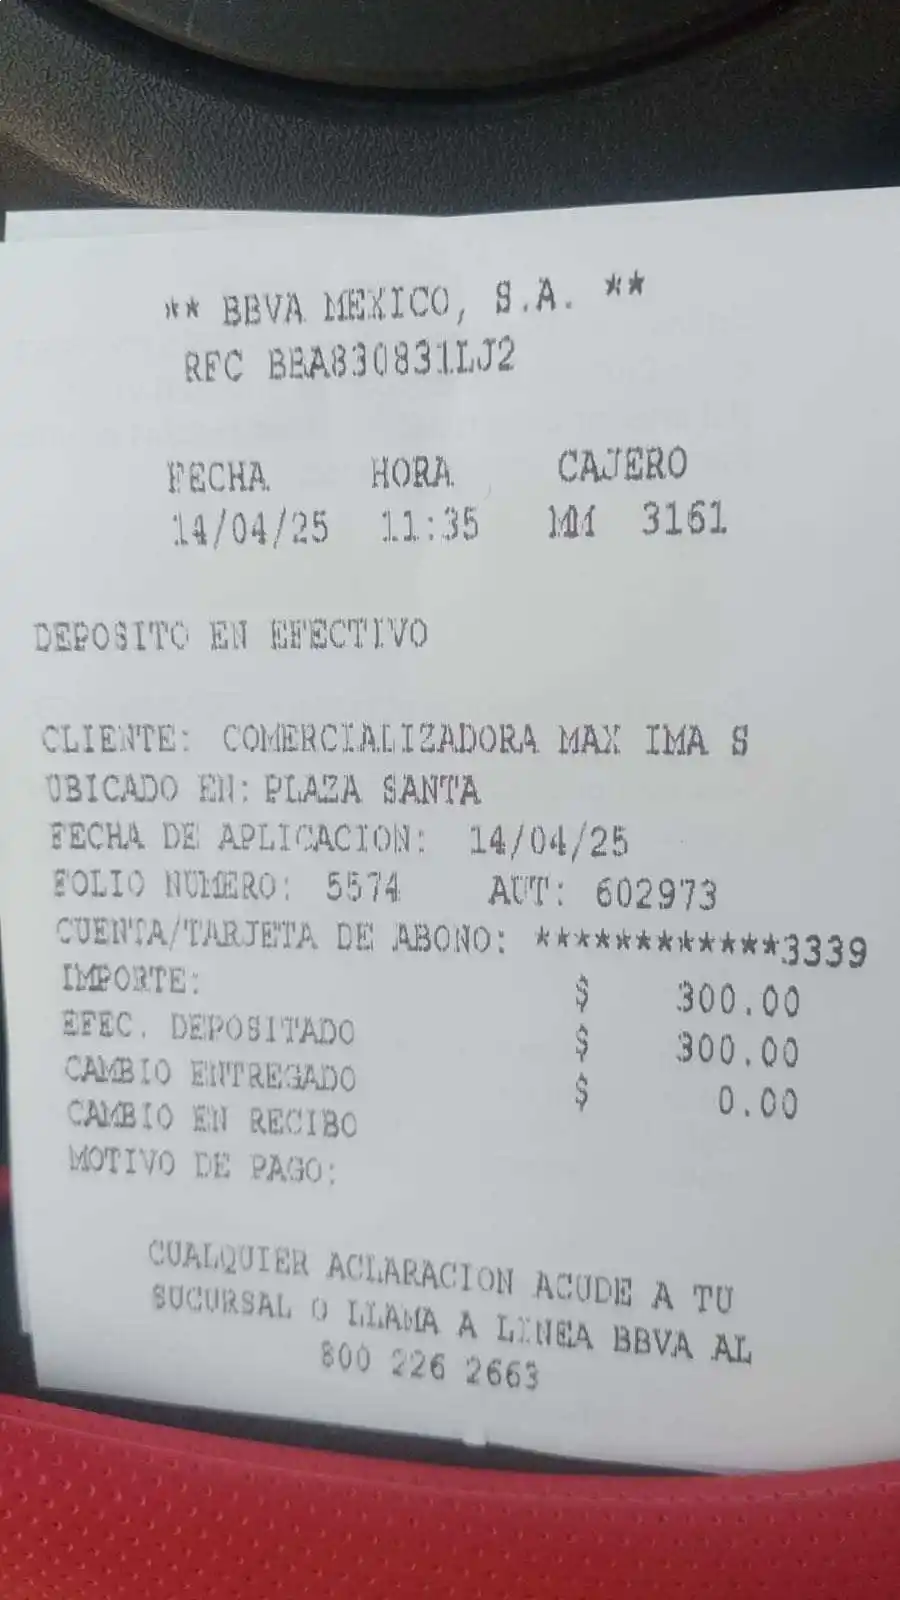 ** BBVA MEXICO, S.A. **
RFC BBA830831LJ2
FECHA HORA CAJERO
14/04/25 11:35 MM 3161
DEPOSITO EN EFECTIVO
CLIENTE: COMERCIALIZADORA MAX IMA S
UBICADO EN: PLAZA SANTA
FECHA DE APLICACION: 14/04/25
FOLIO NUMERO: 5574 AUT: 602973
CUENTA/TARJETA DE ABONO: ************3339
IMPORTE: $ 300.00
EFEC. DEPOSITADO $ 300.00
CAMBIO ENTREGADO $ 0.00
CAMBIO EN RECIBO
MOTIVO DE PAGO:
CUALQUIER ACLARACION ACUDE A TU
SUCURSAL O LLAMA A LINEA BBVA AL
800 226 2663